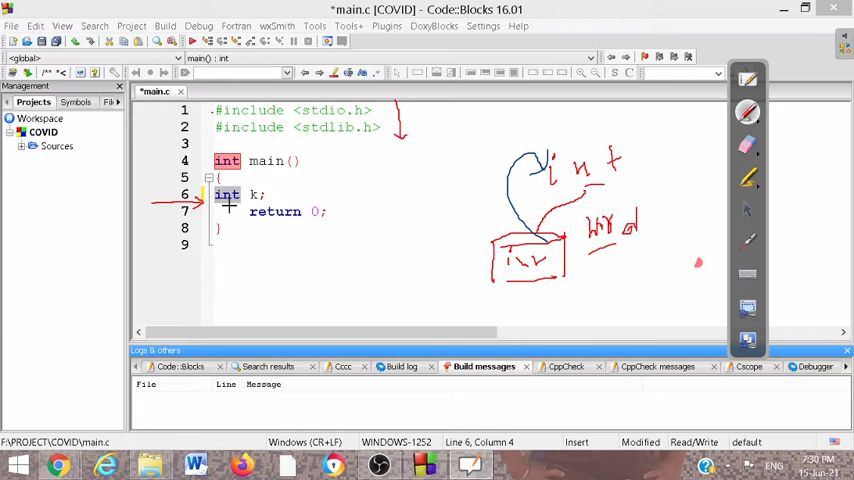 *main.c [COVID] - Code::Blocks 16.01
File Edit View Search Project Build Debug Fortran wxSmith Tools Tools+ Plugins DoxyBlocks Settings Help
<global>
main() : int
/** *<
S C
Management
Projects Symbols Fil
Workspace
COVID
Sources
*main.c
1 #include <stdio.h>
2 #include <stdlib.h>
3
4 int main()
5 {
6 int k;
7 return 0;
8 }
9
int
Logs & others
Code::Blocks Search results Cccc Build log Build messages CppCheck CppCheck messages Cscope Debugger
File Line Message
F:\PROJECT\COVID\main.c Windows (CR+LF) WINDOWS-1252 Line 6, Column 4 Insert Modified Read/Write default
ENG
7:30 PM
15-Jun-21